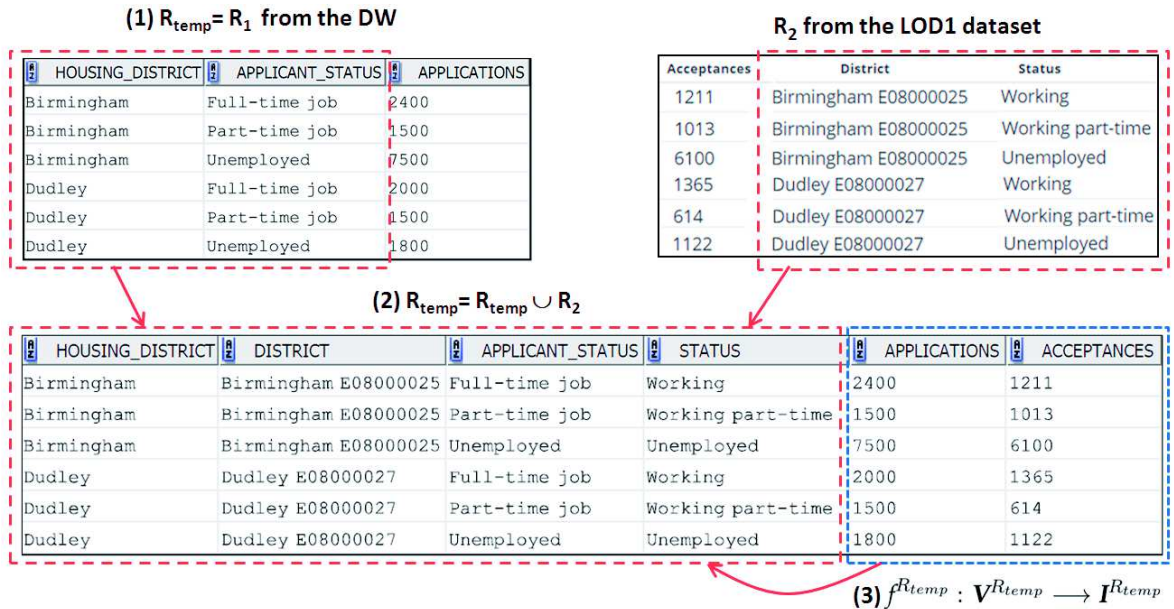 (1) Rtemp= R1 from the DW
HOUSING_DISTRICT APPLICANT_STATUS APPLICATIONS
Birmingham Full-time job 2400
Birmingham Part-time job 1500
Birmingham Unemployed 7500
Dudley Full-time job 2000
Dudley Part-time job 1500
Dudley Unemployed 1800
R2 from the LOD1 dataset
Acceptances District Status
1211 Birmingham E08000025 Working
1013 Birmingham E08000025 Working part-time
6100 Birmingham E08000025 Unemployed
1365 Dudley E08000027 Working
614 Dudley E08000027 Working part-time
1122 Dudley E08000027 Unemployed
(2) Rtemp= Rtemp ∪ R2
HOUSING_DISTRICT DISTRICT APPLICANT_STATUS STATUS APPLICATIONS ACCEPTANCES
Birmingham Birmingham E08000025 Full-time job Working 2400 1211
Birmingham Birmingham E08000025 Part-time job Working part-time 1500 1013
Birmingham Birmingham E08000025 Unemployed Unemployed 7500 6100
Dudley Dudley E08000027 Full-time job Working 2000 1365
Dudley Dudley E08000027 Part-time job Working part-time 1500 614
Dudley Dudley E08000027 Unemployed Unemployed 1800 1122
(3) f^Rtemp : V^Rtemp ⟶ I^Rtemp